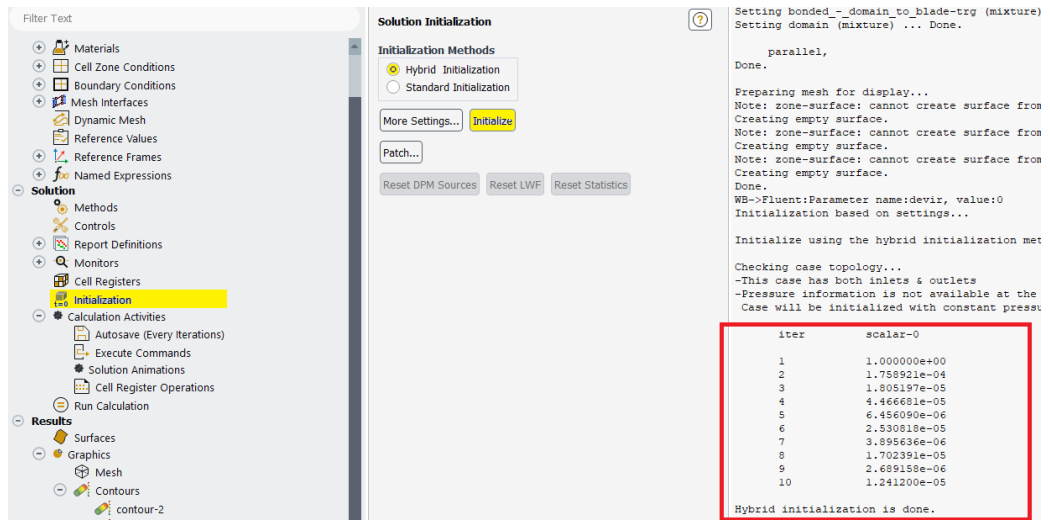 Filter Text
Materials
Cell Zone Conditions
Boundary Conditions
Mesh Interfaces
Dynamic Mesh
Reference Values
Reference Frames
Named Expressions
Solution
Methods
Controls
Report Definitions
Monitors
Cell Registers
t=0 Initialization
Calculation Activities
Autosave (Every Iterations)
Execute Commands
Solution Animations
Cell Register Operations
Run Calculation
Results
Surfaces
Graphics
Mesh
Contours
contour-2
Solution Initialization
Initialization Methods
Hybrid Initialization
Standard Initialization
More Settings... Initialize
Patch...
Reset DPM Sources Reset LWF Reset Statistics
Setting bonded_-_domain_to_blade-trg (mixture)
Setting domain (mixture) ... Done.
parallel,
Done.
Preparing mesh for display...
Note: zone-surface: cannot create surface from
Creating empty surface.
Note: zone-surface: cannot create surface from
Creating empty surface.
Note: zone-surface: cannot create surface from
Creating empty surface.
Done.
WB->Fluent:Parameter name:devir, value:0
Initialization based on settings...
Initialize using the hybrid initialization met
Checking case topology...
-This case has both inlets & outlets
-Pressure information is not available at the
Case will be initialized with constant pressu
iter scalar-0
1 1.000000e+00
2 1.758921e-04
3 1.805197e-05
4 4.466681e-05
5 6.456090e-06
6 2.530818e-05
7 3.895636e-06
8 1.702391e-05
9 2.689158e-06
10 1.241200e-05
Hybrid initialization is done.